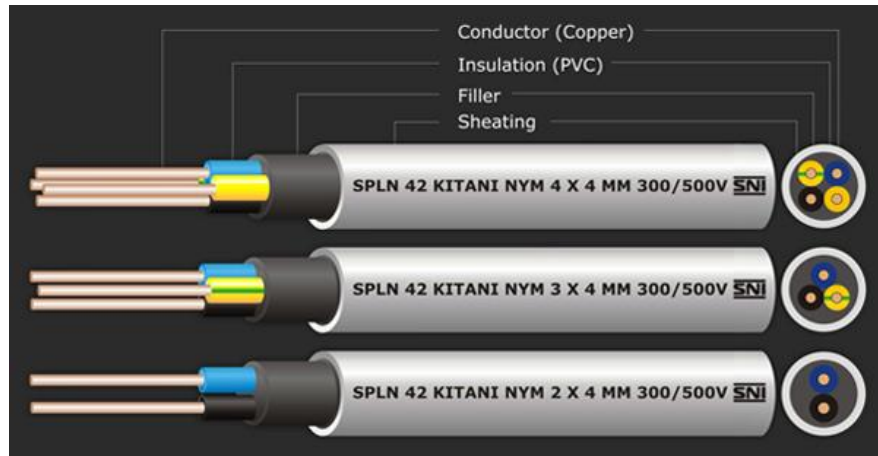 Conductor (Copper)
Insulation (PVC)
Filler
Sheating
SPLN 42 KITANI NYM 4 X 4 MM 300/500V SNI
SPLN 42 KITANI NYM 3 X 4 MM 300/500V SNI
SPLN 42 KITANI NYM 2 X 4 MM 300/500V SNI